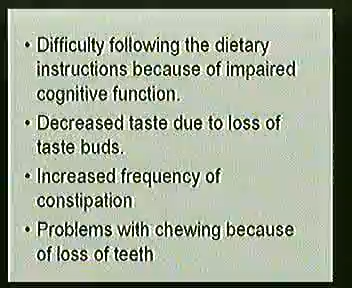 • Difficulty following the dietary
instructions because of impaired
cognitive function.
• Decreased taste due to loss of
taste buds.
• Increased frequency of
constipation
• Problems with chewing because
of loss of teeth